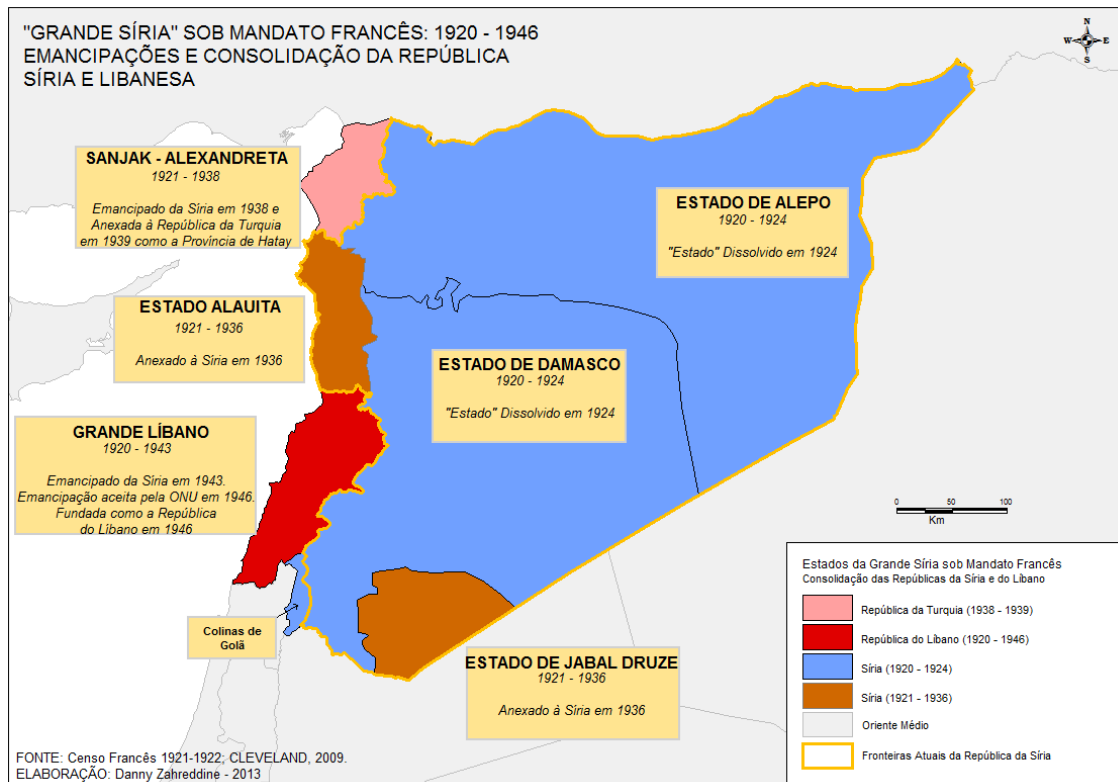 "GRANDE SÍRIA" SOB MANDATO FRANCÊS: 1920 - 1946
EMANCIPAÇÕES E CONSOLIDAÇÃO DA REPÚBLICA
SÍRIA E LIBANESA
N
W
E
S
SANJAK - ALEXANDRETA
1921 - 1938
Emancipado da Síria em 1938 e
Anexada à República da Turquia
em 1939 como a Província de Hatay
ESTADO DE ALEPO
1920 - 1924
"Estado" Dissolvido em 1924
ESTADO ALAUITA
1921 - 1936
Anexado à Síria em 1936
ESTADO DE DAMASCO
1920 - 1924
"Estado" Dissolvido em 1924
GRANDE LÍBANO
1920 - 1943
Emancipado da Síria em 1943.
Emancipação aceita pela ONU em 1946.
Fundada como a República
do Líbano em 1946
0 50 100
Km
Colinas de
Golã
ESTADO DE JABAL DRUZE
1921 - 1936
Anexado à Síria em 1936
Estados da Grande Síria sob Mandato Francês
Consolidação das Repúblicas da Síria e do Líbano
República da Turquia (1938 - 1939)
República do Líbano (1920 - 1946)
Síria (1920 - 1924)
Síria (1921 - 1936)
Oriente Médio
Fronteiras Atuais da República da Síria
FONTE: Censo Francês 1921-1922; CLEVELAND, 2009.
ELABORAÇÃO: Danny Zahreddine - 2013